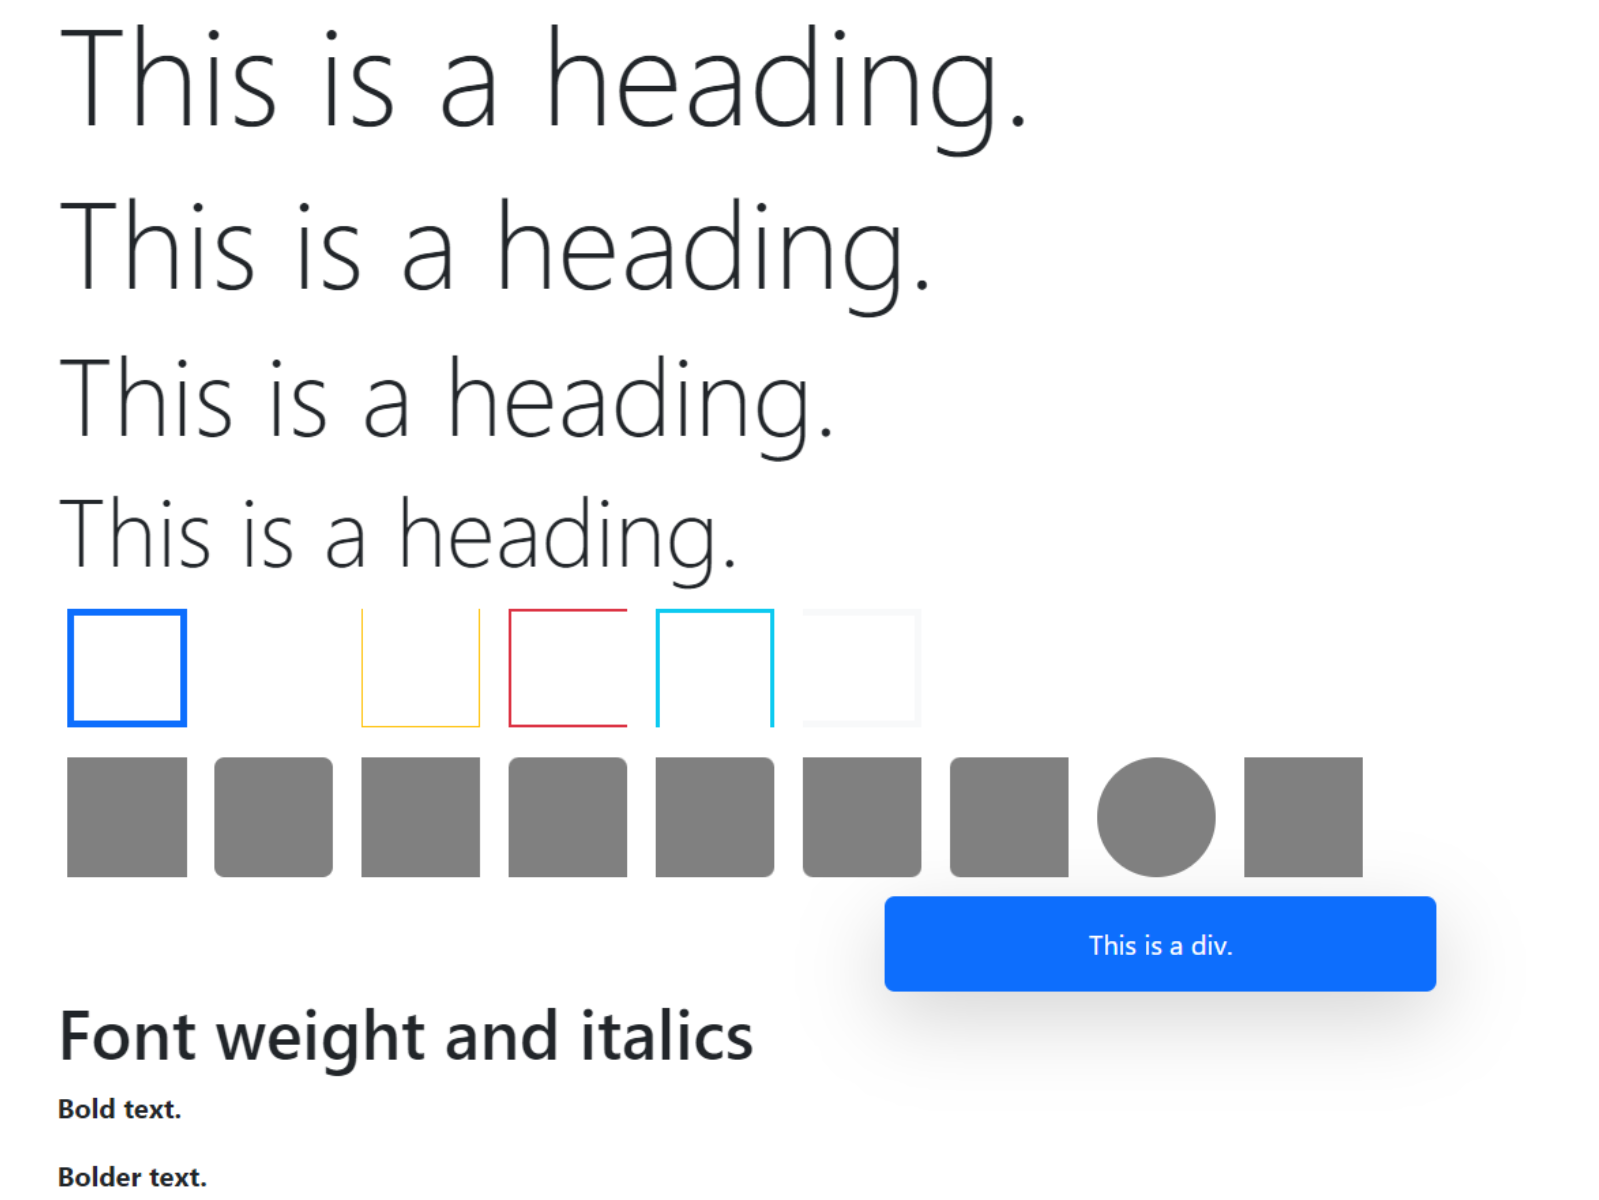 This is a heading.
This is a heading.
This is a heading.
This is a heading.
This is a div.
Font weight and italics
Bold text.
Bolder text.